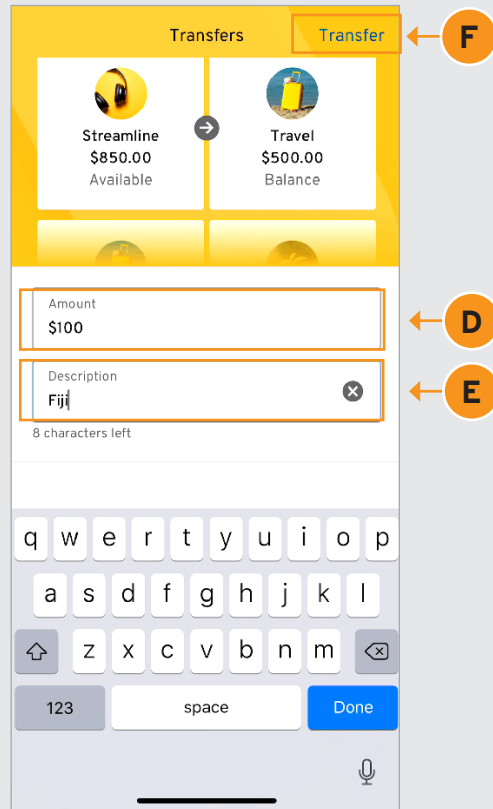 Transfers Transfer
F
Streamline Travel
$850.00 $500.00
Available Balance
Amount
$100
D
Description
Fiji
E
8 characters left
q w e r t y u i o p
a s d f g h j k l
z x c v b n m
123 space Done